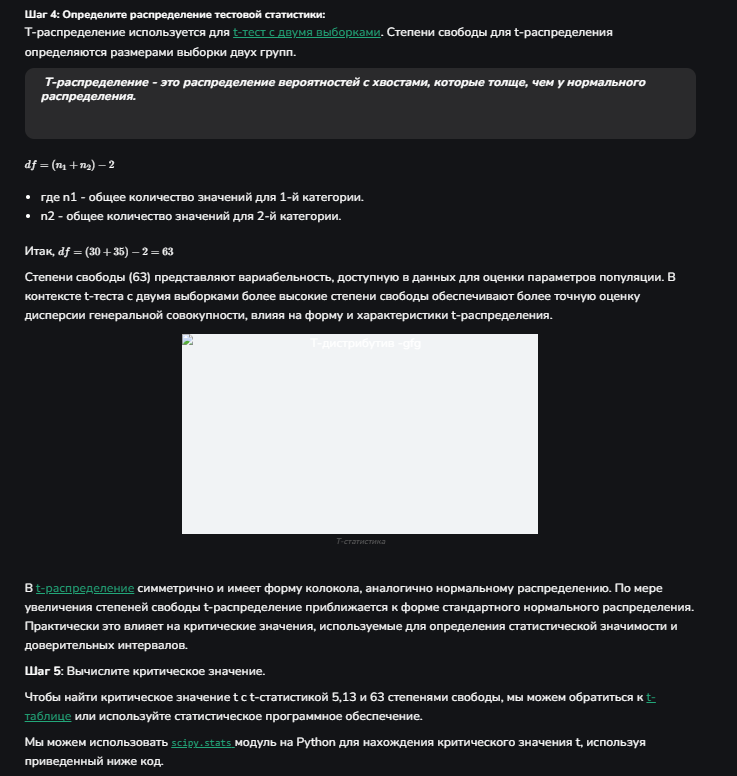 Шаг 4: Определите распределение тестовой статистики:
T-распределение используется для t-тест с двумя выборками. Степени свободы для t-распределения
определяются размерами выборки двух групп.
T-распределение - это распределение вероятностей с хвостами, которые толще, чем у нормального
распределения.
df = (n₁ + n₂) − 2
• где n1 - общее количество значений для 1-й категории.
• n2 - общее количество значений для 2-й категории.
Итак, df = (30 + 35) − 2 = 63
Степени свободы (63) представляют вариабельность, доступную в данных для оценки параметров популяции. В
контексте t-теста с двумя выборками более высокие степени свободы обеспечивают более точную оценку
дисперсии генеральной совокупности, влияя на форму и характеристики t-распределения.
Т-дистрибутив -gfg
T-статистика
В t-распределение симметрично и имеет форму колокола, аналогично нормальному распределению. По мере
увеличения степеней свободы t-распределение приближается к форме стандартного нормального распределения.
Практически это влияет на критические значения, используемые для определения статистической значимости и
доверительных интервалов.
Шаг 5: Вычислите критическое значение.
Чтобы найти критическое значение t с t-статистикой 5,13 и 63 степенями свободы, мы можем обратиться к t-
таблице или используйте статистическое программное обеспечение.
Мы можем использовать scipy.stats модуль на Python для нахождения критического значения t, используя
приведенный ниже код.